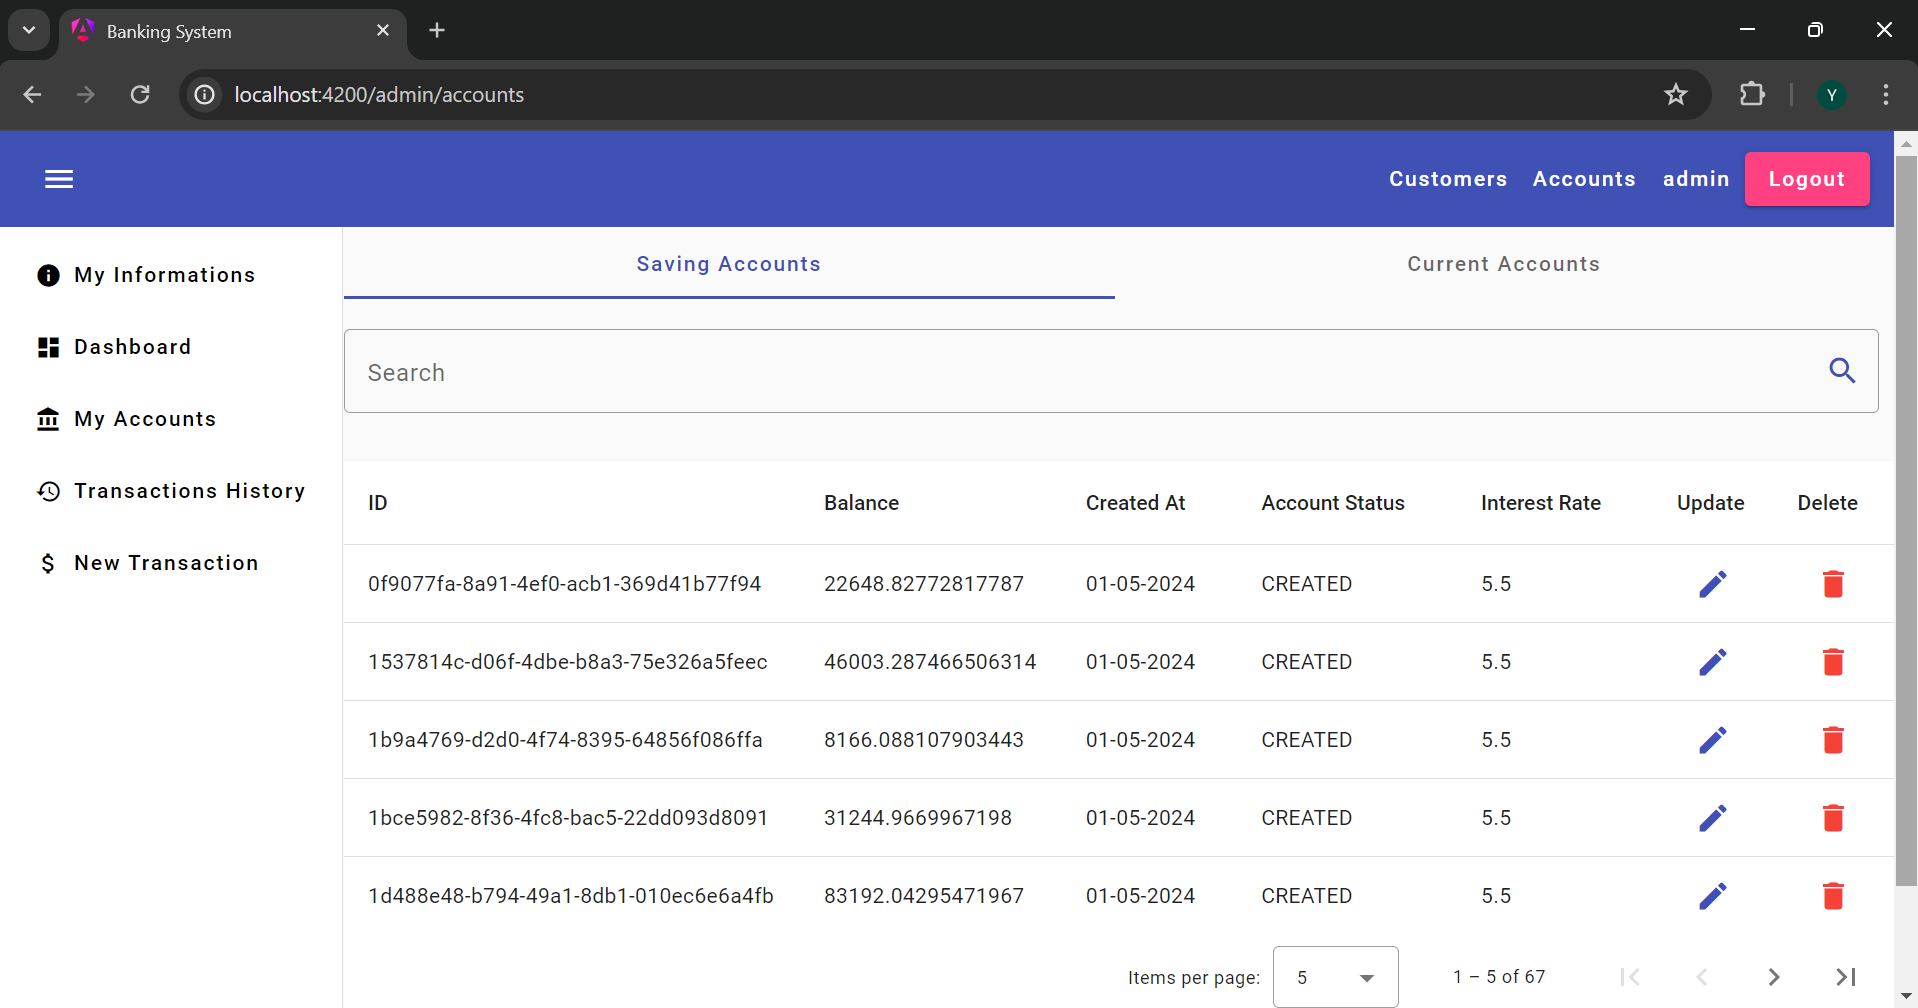 Banking System
localhost:4200/admin/accounts
Y
Customers Accounts admin Logout
My Informations
Dashboard
My Accounts
Transactions History
New Transaction
Saving Accounts Current Accounts
Search
ID Balance Created At Account Status Interest Rate Update Delete
0f9077fa-8a91-4ef0-acb1-369d41b77f94 22648.82772817787 01-05-2024 CREATED 5.5
1537814c-d06f-4dbe-b8a3-75e326a5feec 46003.287466506314 01-05-2024 CREATED 5.5
1b9a4769-d2d0-4f74-8395-64856f086ffa 8166.088107903443 01-05-2024 CREATED 5.5
1bce5982-8f36-4fc8-bac5-22dd093d8091 31244.9669967198 01-05-2024 CREATED 5.5
1d488e48-b794-49a1-8db1-010ec6e6a4fb 83192.04295471967 01-05-2024 CREATED 5.5
Items per page: 5 1 – 5 of 67